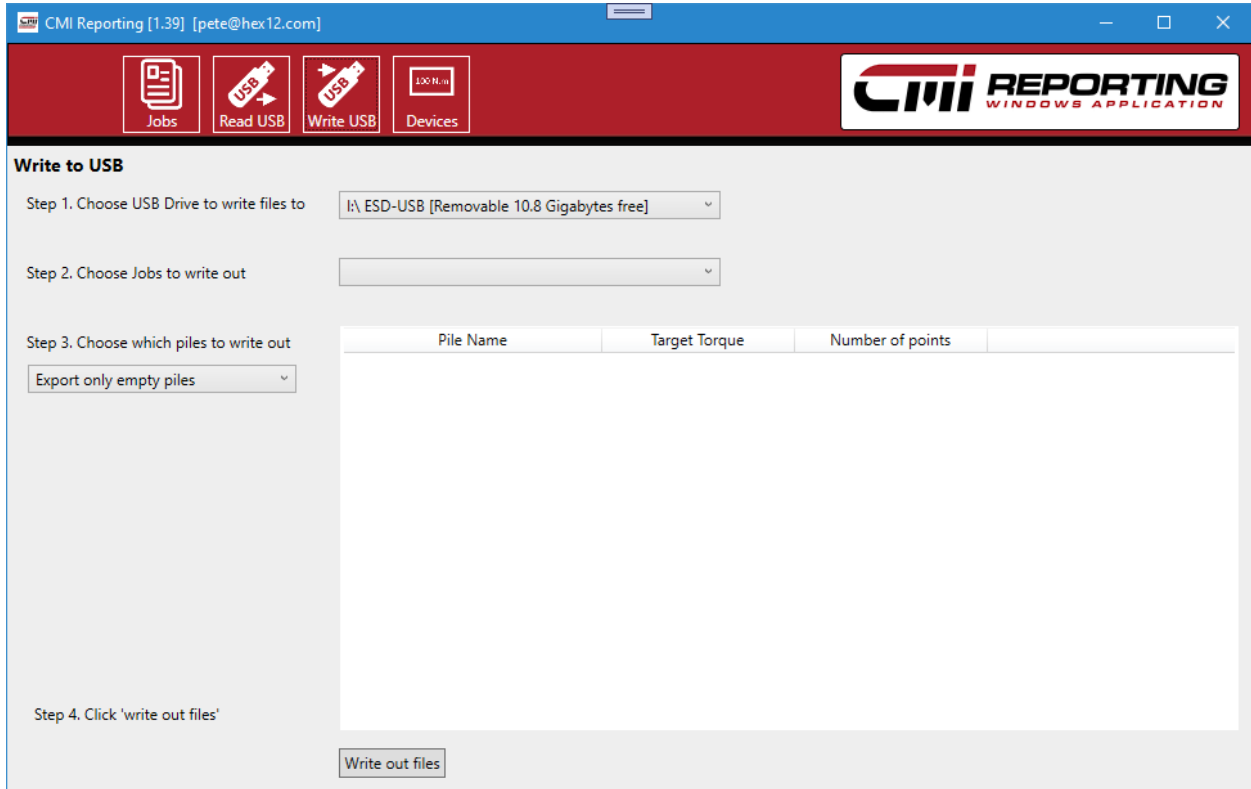 CMI Reporting [1.39] [pete@hex12.com]
100 N.m
USB
USB
Jobs
Read USB
Write USB
Devices
CMI REPORTING
WINDOWS APPLICATION
Write to USB
Step 1. Choose USB Drive to write files to
I:\ ESD-USB [Removable 10.8 Gigabytes free]
Step 2. Choose Jobs to write out
Step 3. Choose which piles to write out
Pile Name
Target Torque
Number of points
Export only empty piles
Step 4. Click 'write out files'
Write out files